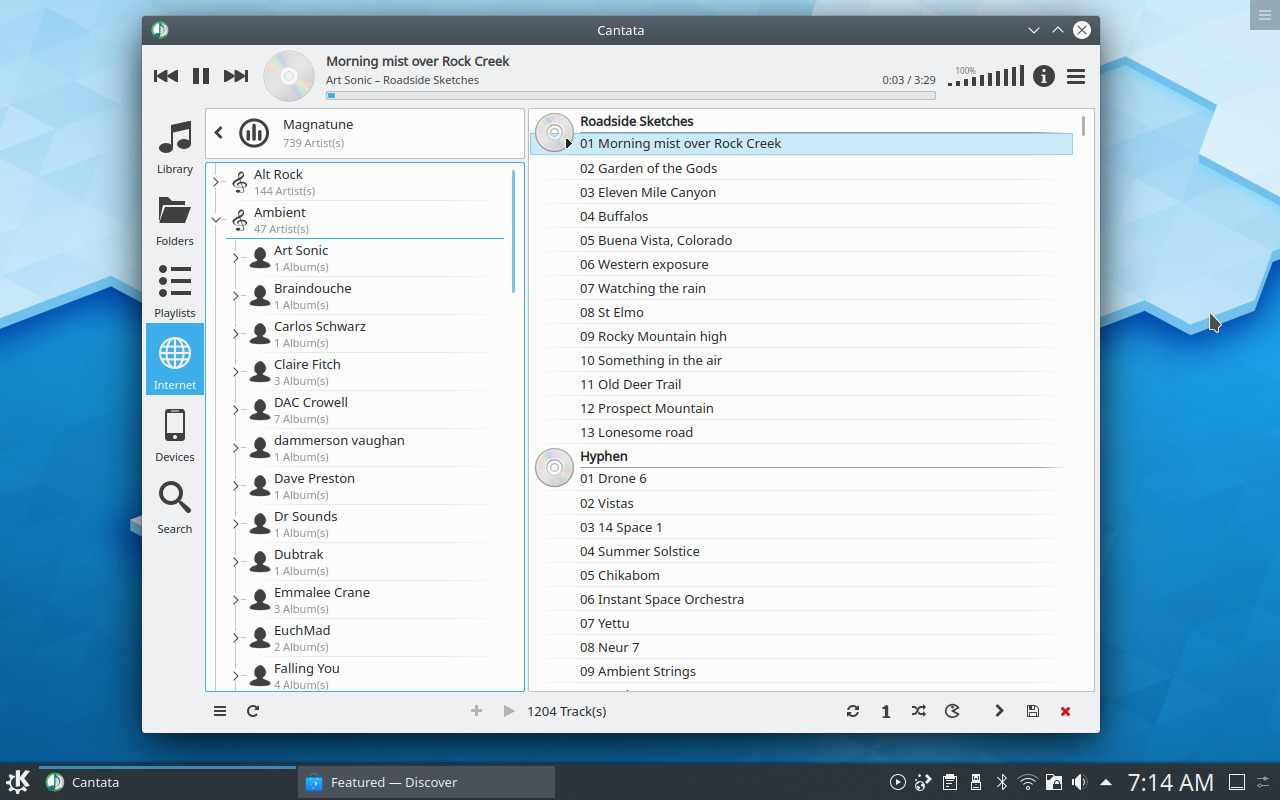 Cantata
Morning mist over Rock Creek
Art Sonic – Roadside Sketches
0:03 / 3:29
100%
Library
Folders
Playlists
Internet
Devices
Search
Magnatune
739 Artist(s)
Alt Rock
144 Artist(s)
Ambient
47 Artist(s)
Art Sonic
1 Album(s)
Braindouche
1 Album(s)
Carlos Schwarz
1 Album(s)
Claire Fitch
3 Album(s)
DAC Crowell
7 Album(s)
dammerson vaughan
1 Album(s)
Dave Preston
1 Album(s)
Dr Sounds
1 Album(s)
Dubtrak
1 Album(s)
Emmalee Crane
3 Album(s)
EuchMad
2 Album(s)
Falling You
4 Album(s)
Roadside Sketches
01 Morning mist over Rock Creek
02 Garden of the Gods
03 Eleven Mile Canyon
04 Buffalos
05 Buena Vista, Colorado
06 Western exposure
07 Watching the rain
08 St Elmo
09 Rocky Mountain high
10 Something in the air
11 Old Deer Trail
12 Prospect Mountain
13 Lonesome road
Hyphen
01 Drone 6
02 Vistas
03 14 Space 1
04 Summer Solstice
05 Chikabom
06 Instant Space Orchestra
07 Yettu
08 Neur 7
09 Ambient Strings
1204 Track(s)
1
Cantata
Featured — Discover
7:14 AM